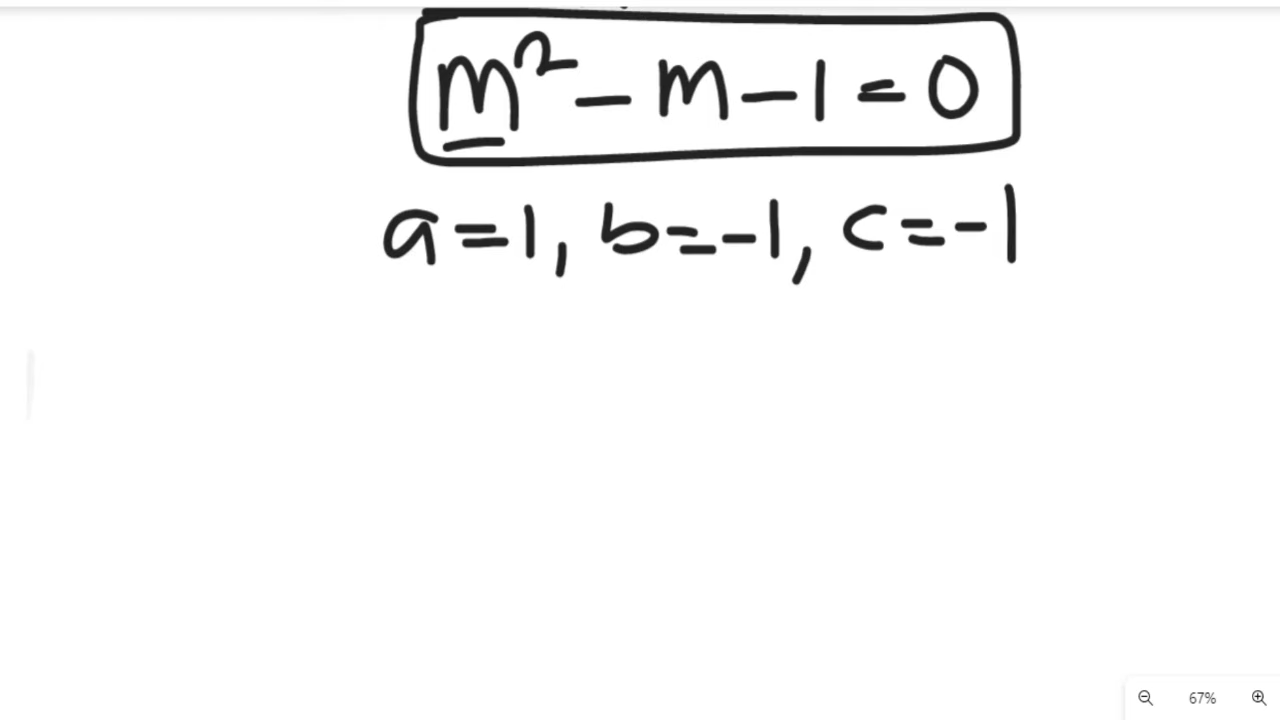 m² - m - 1 = 0
a = 1, b = -1, c = -1
67%